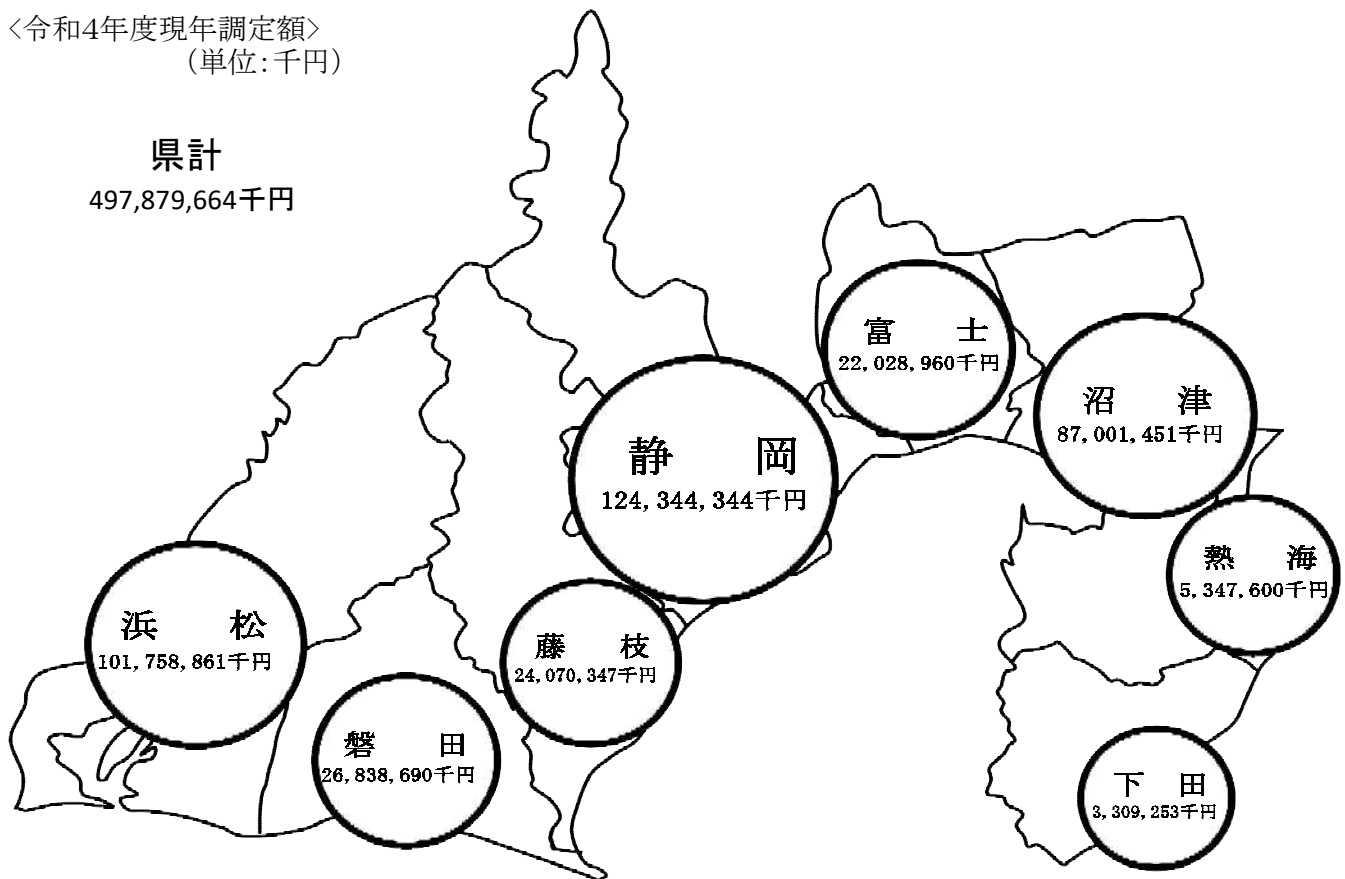 <令和4年度現年調定額>
(単位:千円)
県計
497,879,664千円
富　士
22,028,960千円
沼　津
87,001,451千円
静　岡
124,344,344千円
熱　海
5,347,600千円
浜　松
101,758,861千円
藤　枝
24,070,347千円
磐　田
26,838,690千円
下　田
3,309,253千円